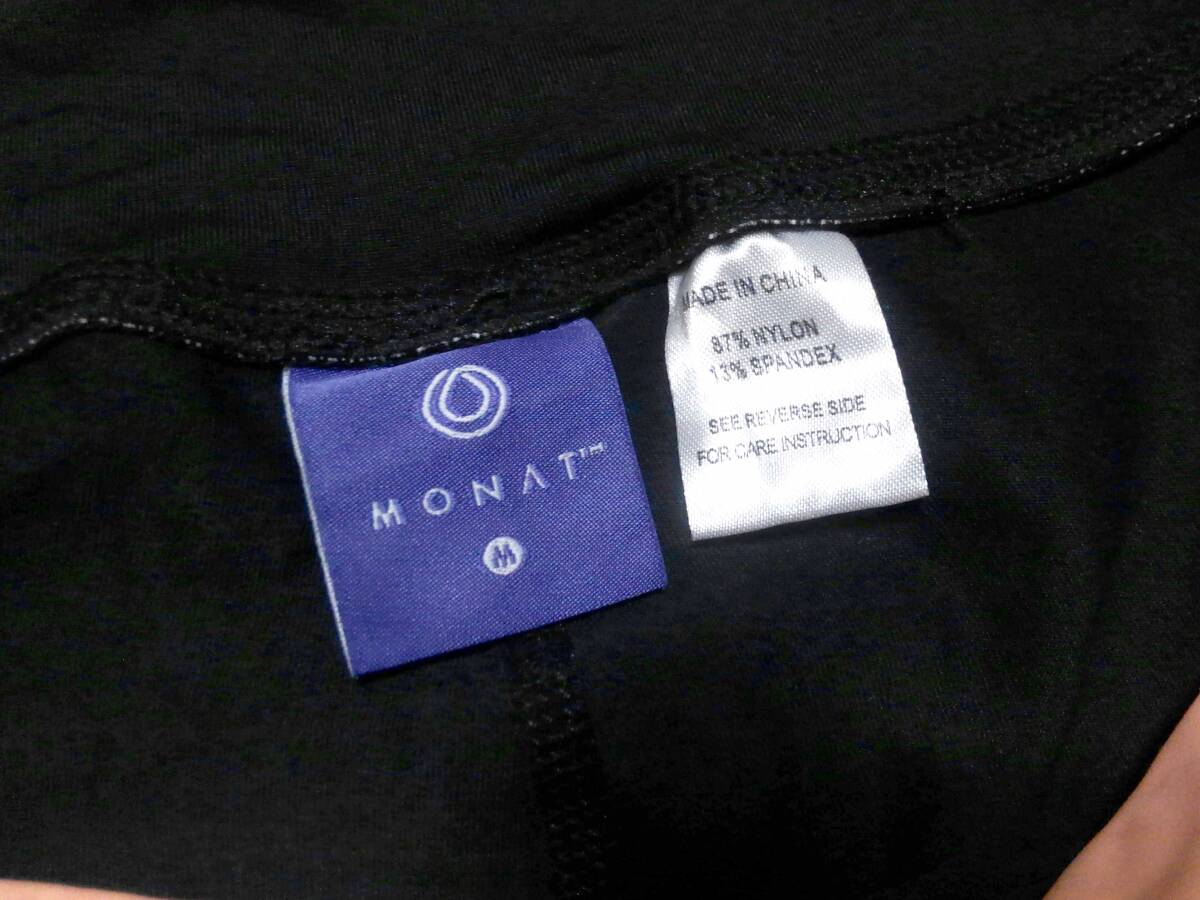 MONAT™
M
MADE IN CHINA
87% NYLON
13% SPANDEX
SEE REVERSE SIDE
FOR CARE INSTRUCTION